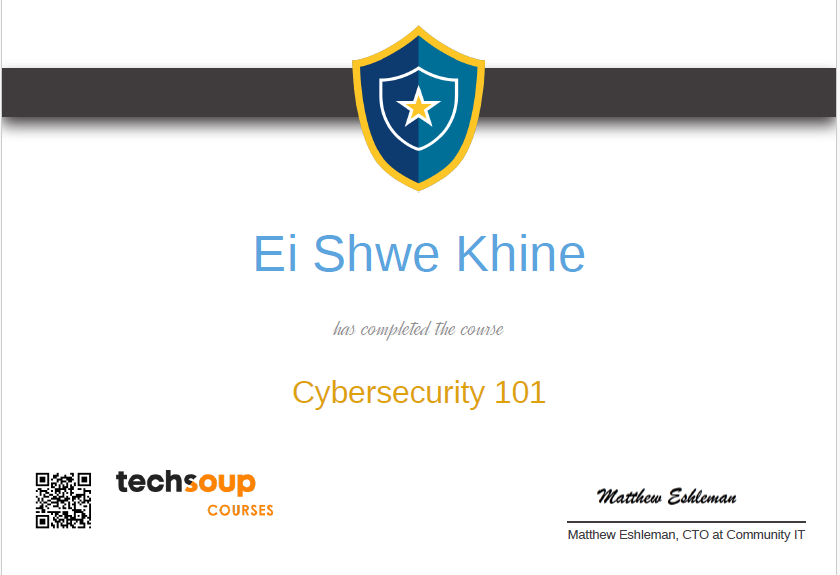 Ei Shwe Khine
has completed the course
Cybersecurity 101
techsoup
COURSES
Matthew Eshleman
Matthew Eshleman, CTO at Community IT